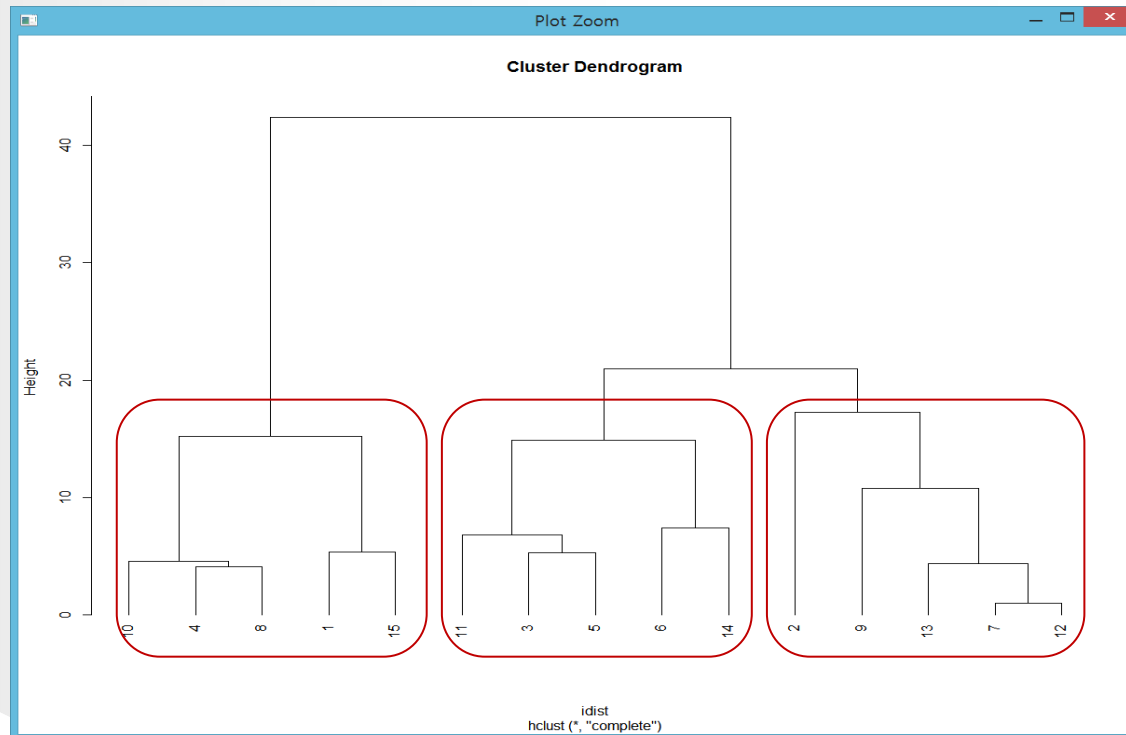 Plot Zoom
Cluster Dendrogram
Height
40
30
20
10
0
10 4 8 1 15 11 3 5 6 14 2 9 13 7 12
idist
hclust (*, "complete")